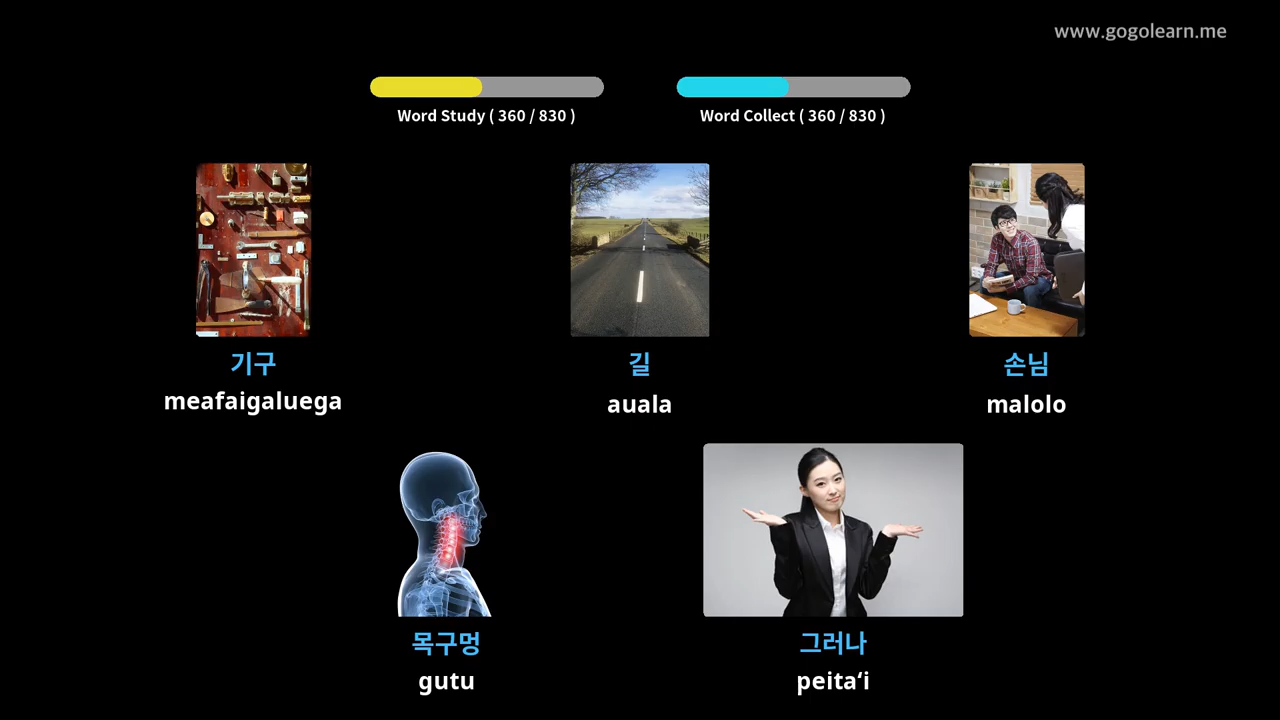 www.gogolearn.me
Word Study ( 360 / 830 )
Word Collect ( 360 / 830 )
기구
meafaigaluega
길
auala
손님
malolo
목구멍
gutu
그러나
peita‘i